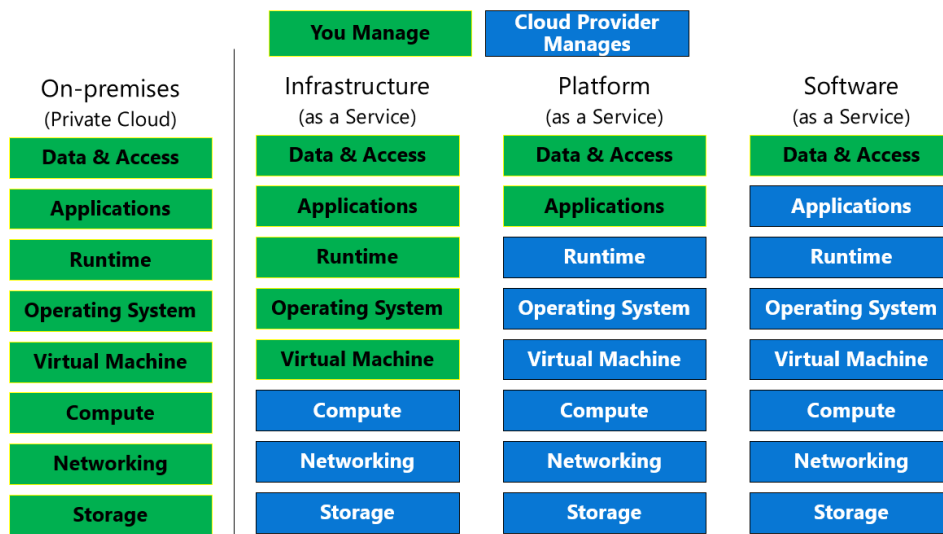 You Manage
Cloud Provider
Manages
On-premises
(Private Cloud)
Data & Access
Applications
Runtime
Operating System
Virtual Machine
Compute
Networking
Storage
Infrastructure
(as a Service)
Data & Access
Applications
Runtime
Operating System
Virtual Machine
Compute
Networking
Storage
Platform
(as a Service)
Data & Access
Applications
Runtime
Operating System
Virtual Machine
Compute
Networking
Storage
Software
(as a Service)
Data & Access
Applications
Runtime
Operating System
Virtual Machine
Compute
Networking
Storage